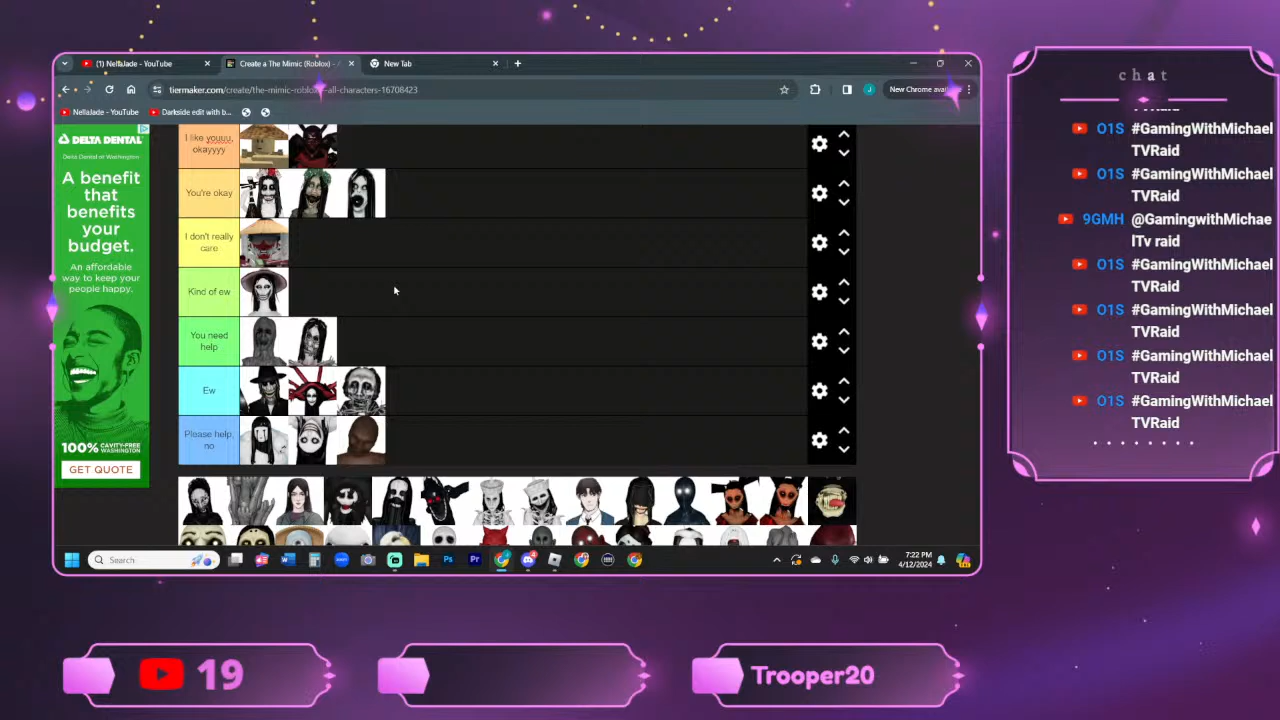 (1) NellaJade - YouTube
Create a The Mimic (Roblox) - A
New Tab
tiermaker.com/create/the-mimic-roblox-all-characters-16708423
New Chrome avai
NellaJade - YouTube
Darkside edit with b...
DELTA DENTAL
Delta Dental of Washington
A benefit
that
benefits
your
budget.
An affordable
way to keep your
people happy.
100% CAVITY-FREE
WASHINGTON
GET QUOTE
I like youuu,
okayyyy
You're okay
I don't really
care
Kind of ew
You need
help
Ew
Please help,
no
Search
7:22 PM
4/12/2024
chat
O1S #GamingWithMichael
TVRaid
O1S #GamingWithMichael
TVRaid
9GMH @GamingwithMichae
lTv raid
O1S #GamingWithMichael
TVRaid
O1S #GamingWithMichael
TVRaid
O1S #GamingWithMichael
TVRaid
O1S #GamingWithMichael
TVRaid
19
Trooper20